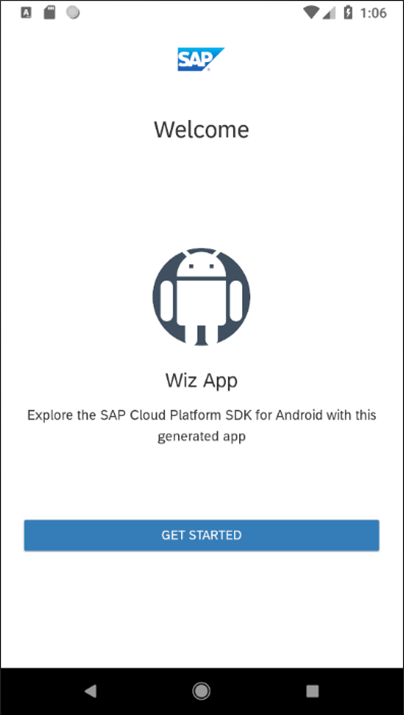 A
1:06
SAP
Welcome
Wiz App
Explore the SAP Cloud Platform SDK for Android with this
generated app
GET STARTED